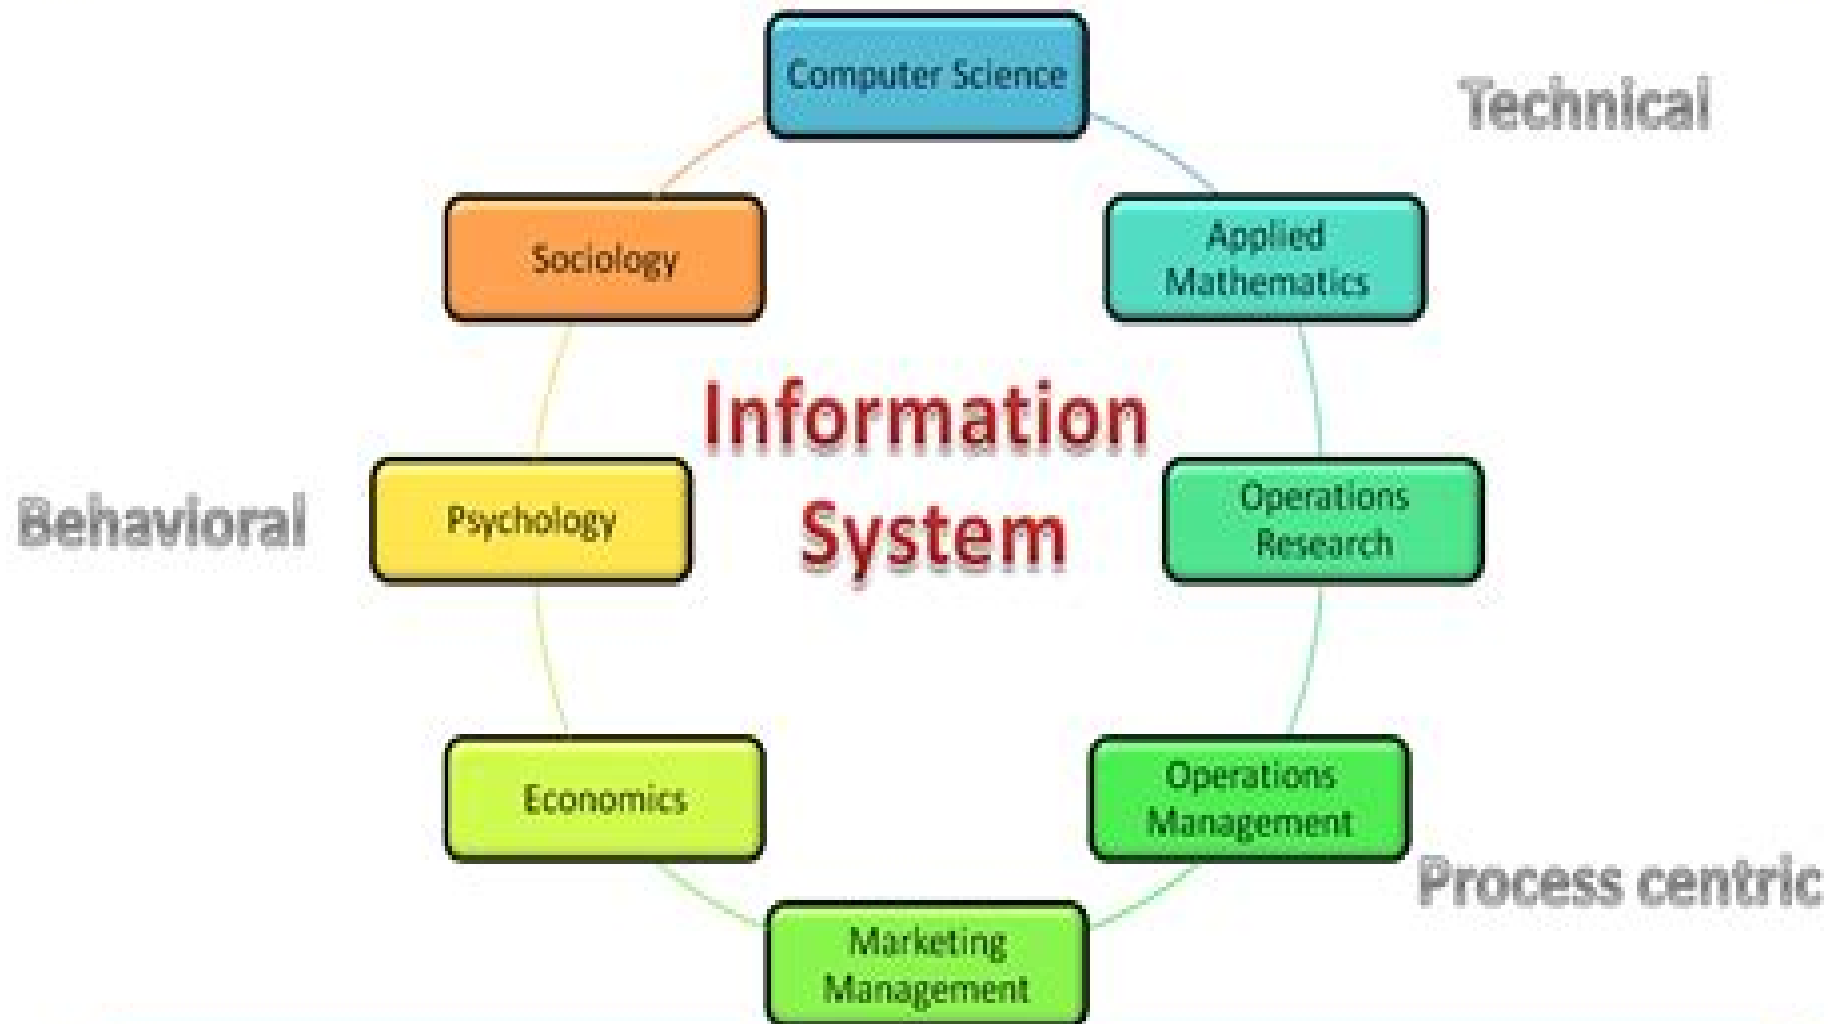 Computer Science
Technical
Sociology
Applied
Mathematics
Information
System
Behavioral
Psychology
Operations
Research
Economics
Operations
Management
Process centric
Marketing
Management